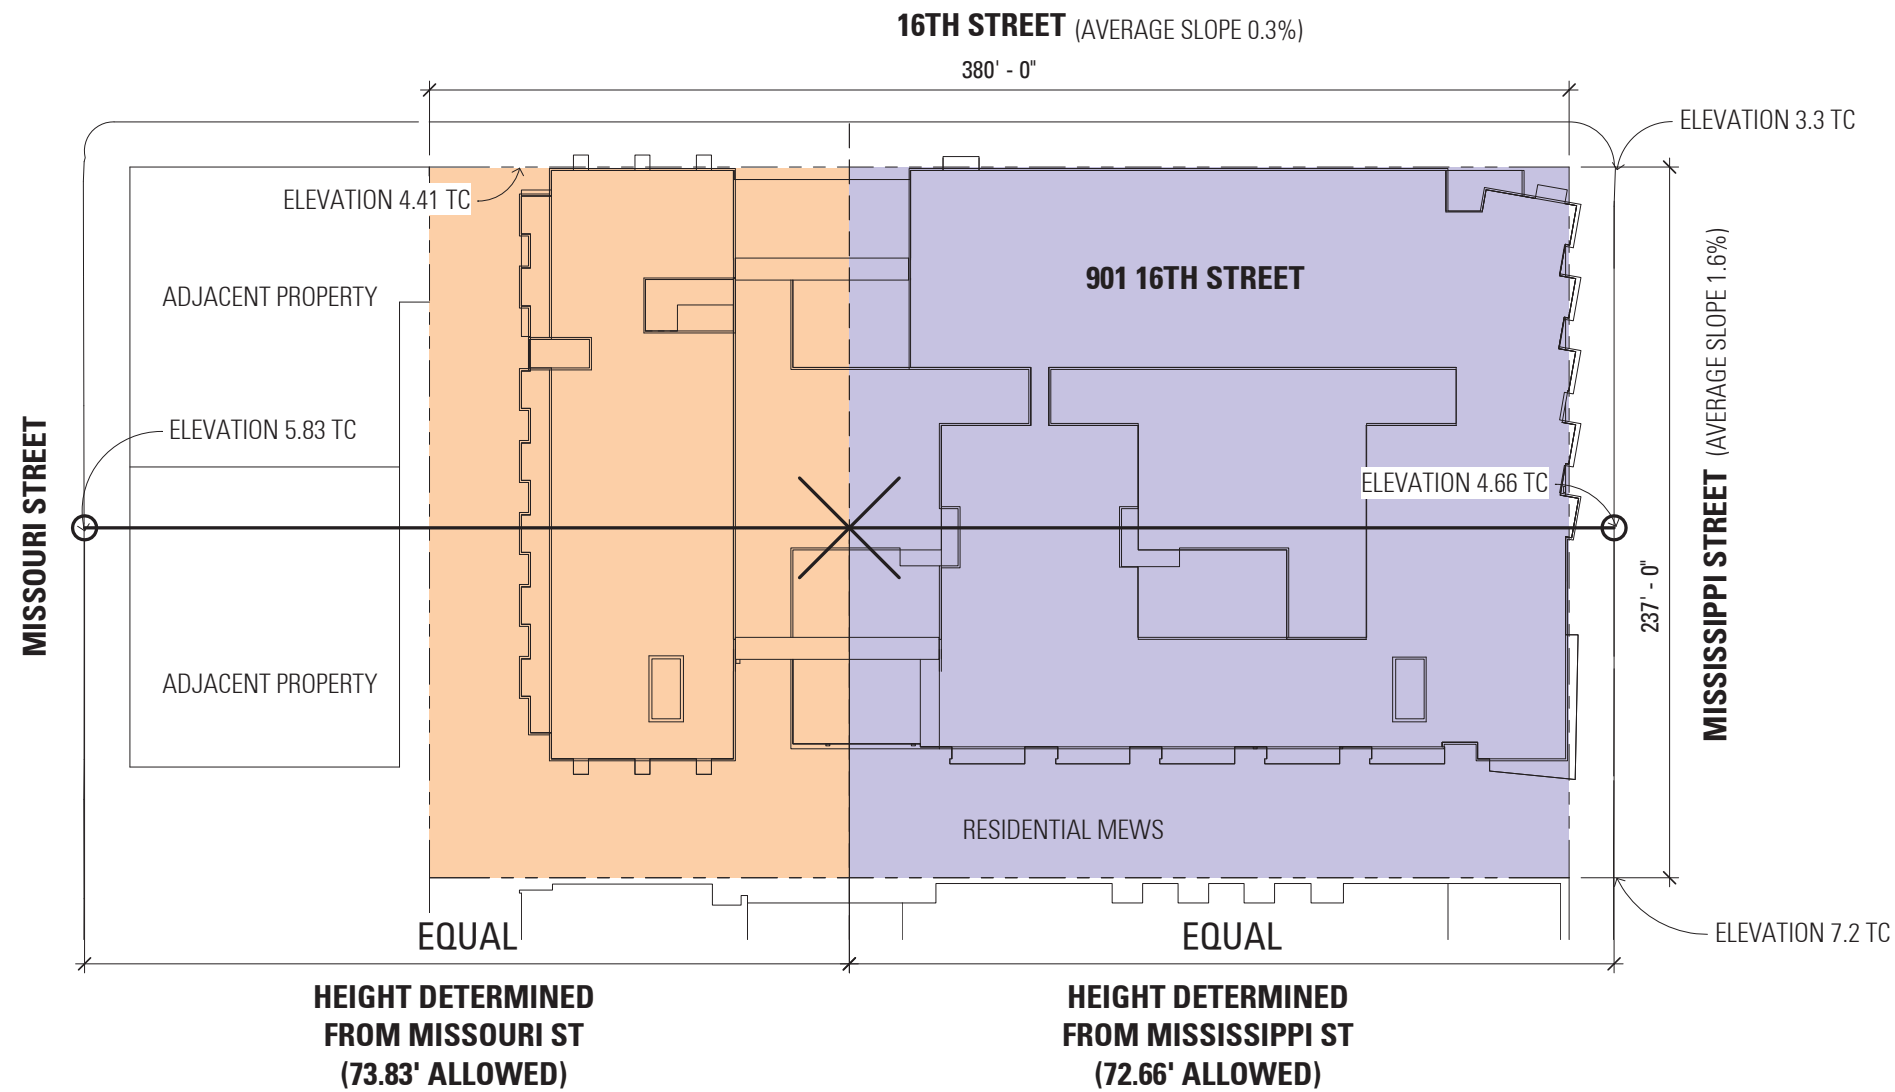 16TH STREET (AVERAGE SLOPE 0.3%)
380' - 0"
ELEVATION 3.3 TC
ELEVATION 4.41 TC
901 16TH STREET
ADJACENT PROPERTY
MISSISSIPPI STREET (AVERAGE SLOPE 1.6%)
MISSOURI STREET
ELEVATION 5.83 TC
ELEVATION 4.66 TC
237' - 0"
ADJACENT PROPERTY
RESIDENTIAL MEWS
EQUAL
EQUAL
ELEVATION 7.2 TC
HEIGHT DETERMINED
FROM MISSOURI ST
(73.83' ALLOWED)
HEIGHT DETERMINED
FROM MISSISSIPPI ST
(72.66' ALLOWED)